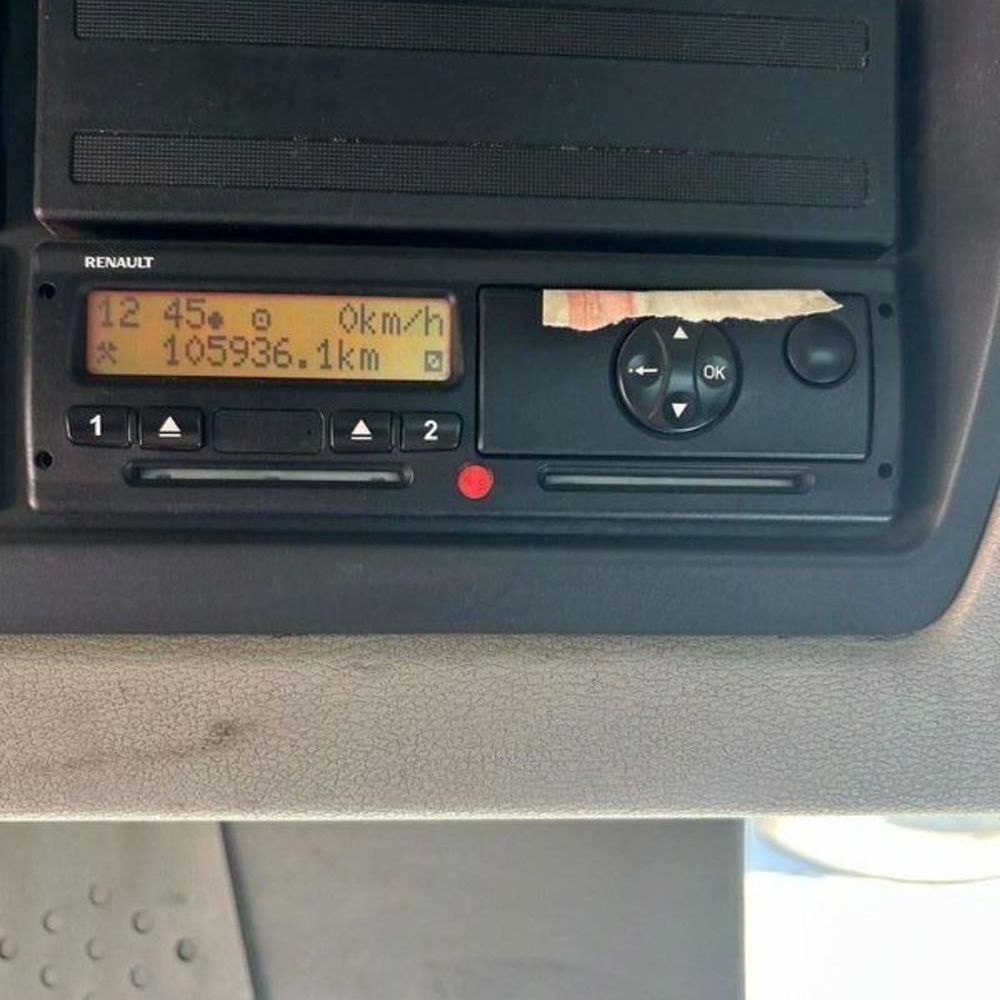 RENAULT
12 45 0km/h
105936.1km
1 2
OK